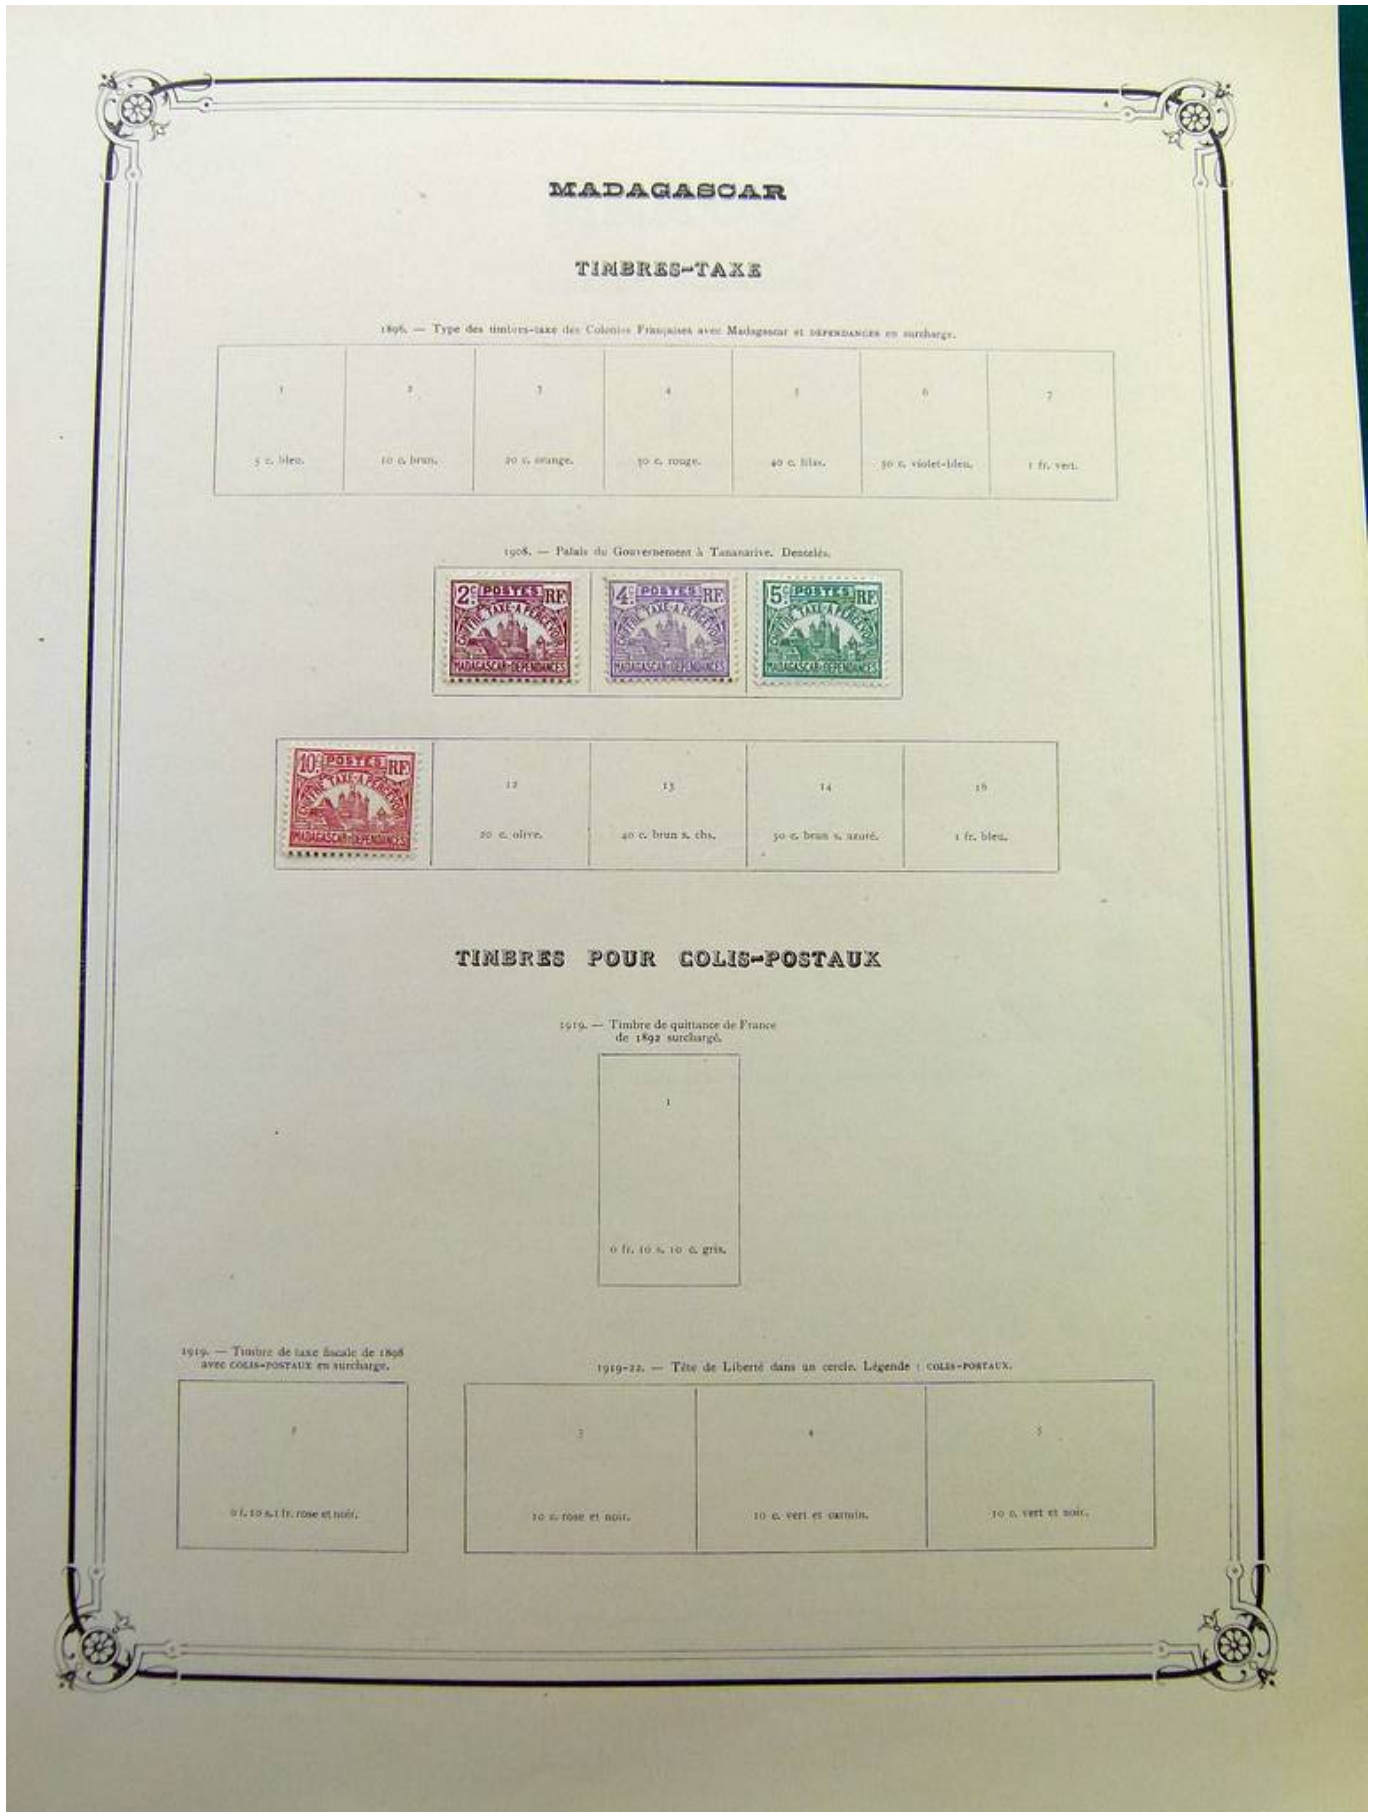 MADAGASCAR
TIMBRES-TAXE
1896. — Type des timbres-taxe des Colonies Françaises avec Madagascar et DÉPENDANCES en surcharge.
1 2 3 4 5 6 7
5 c. bleu. 10 c. brun. 20 c. orange. 30 c. rouge. 40 c. lilas. 50 c. violet-bleu. 1 fr. vert.
1908. — Palais du Gouvernement à Tananarive. Dentelés.
2c. POSTES RF
CHIFFRE TAXE-A PERCEVOIR
MADAGASCAR-DÉPENDANCES
4c. POSTES RF
CHIFFRE TAXE-A PERCEVOIR
MADAGASCAR-DÉPENDANCES
5c. POSTES RF
CHIFFRE TAXE-A PERCEVOIR
MADAGASCAR-DÉPENDANCES
10c. POSTES RF
CHIFFRE TAXE-A PERCEVOIR
MADAGASCAR-DÉPENDANCES
12 13 14 16
20 c. olive. 40 c. brun s. chs. 50 c. brun s. azuré. 1 fr. bleu.
TIMBRES POUR COLIS-POSTAUX
1919. — Timbre de quittance de France
de 1892 surchargé.
1
0 fr. 10 s. 10 c. gris.
1919. — Timbre de taxe fiscale de 1898
avec COLIS-POSTAUX en surcharge.
2
0 f. 10 s. 1 fr. rose et noir.
1919-22. — Tête de Liberté dans un cercle. Légende : COLIS-POSTAUX.
3 4 5
10 c. rose et noir. 10 c. vert et carmin. 10 c. vert et noir.